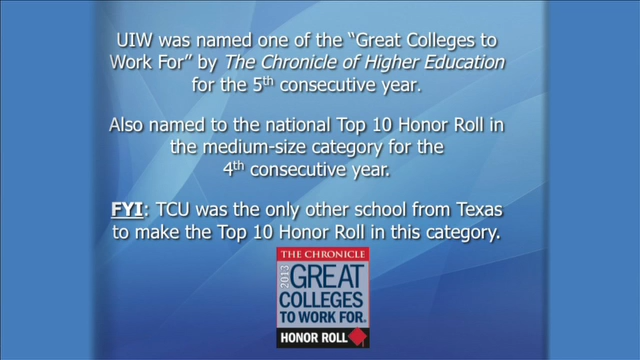 UIW was named one of the “Great Colleges to
Work For” by The Chronicle of Higher Education
for the 5th consecutive year.
Also named to the national Top 10 Honor Roll in
the medium-size category for the
4th consecutive year.
FYI: TCU was the only other school from Texas
to make the Top 10 Honor Roll in this category.
THE CHRONICLE
2013
GREAT
COLLEGES
TO WORK FOR®
HONOR ROLL